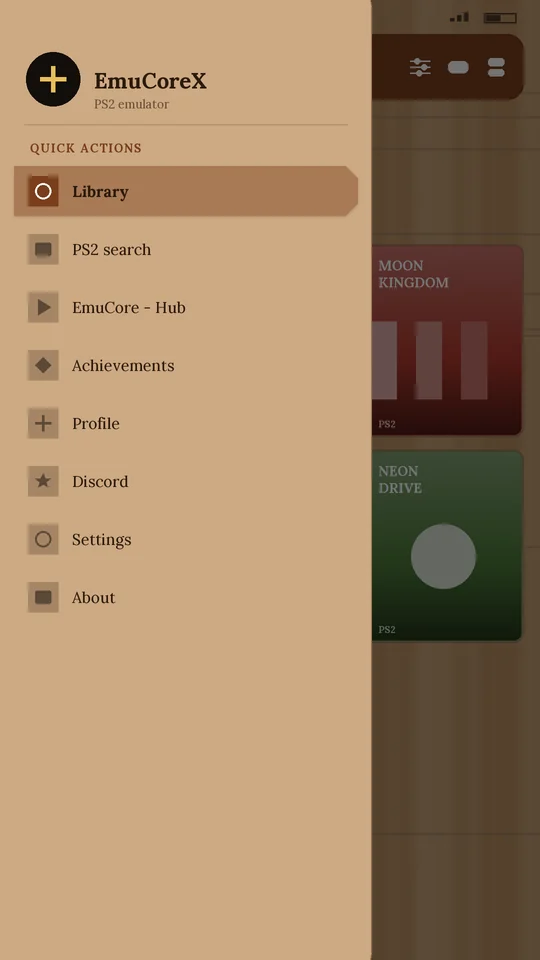 EmuCoreX
PS2 emulator
QUICK ACTIONS
Library
PS2 search
EmuCore - Hub
Achievements
Profile
Discord
Settings
About
MOON
KINGDOM
PS2
NEON
DRIVE
PS2